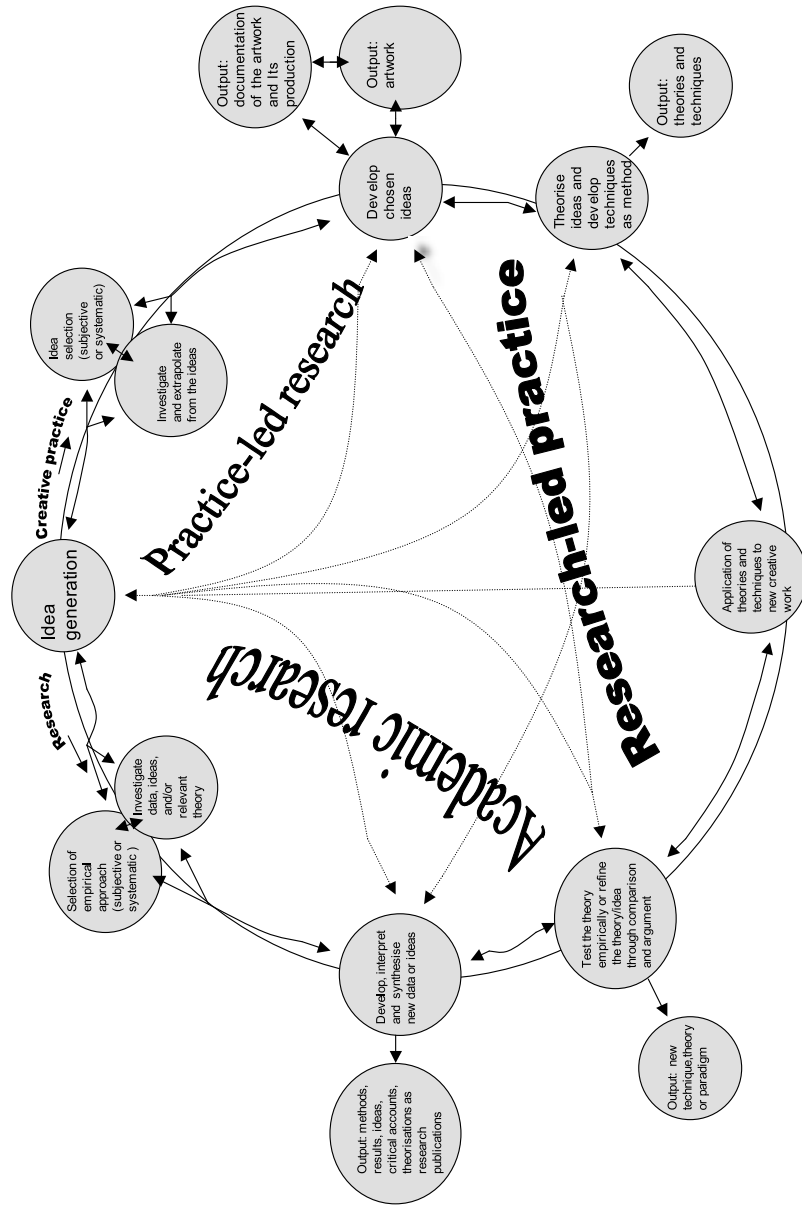 Idea
generation
Creative practice
Research
Idea
selection
(subjective
or systematic)
Investigate
and extrapolate
from the ideas
Develop
chosen
ideas
Output:
documentation
of the artwork
and Its
production
Output:
artwork
Theorise
ideas and
develop
techniques
as method
Output:
theories and
techniques
Application of
theories and
techniques to
new creative
work
Test the theory
empirically or refine
the theory/idea
through comparison
and argument
Output: new
technique,theory
or paradigm
Develop, interpret
and synthesise
new data or ideas
Output: methods,
results, ideas,
critical accounts,
theorisations as
research
publications
Selection of
empirical
approach
(subjective or
systematic )
Investigate
data, ideas,
and/or
relevant
theory
Practice-led research
Academic research
Research-led practice